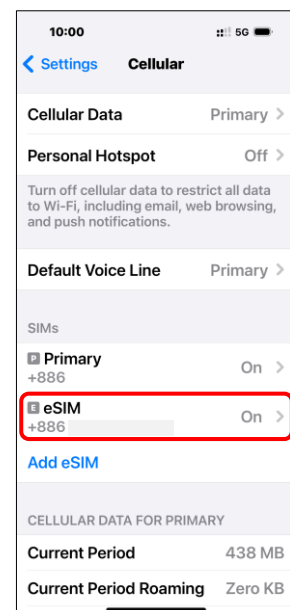 10:00 5G
Settings Cellular
Cellular Data Primary
Personal Hotspot Off
Turn off cellular data to restrict all data
to Wi-Fi, including email, web browsing,
and push notifications.
Default Voice Line Primary
SIMs
P Primary
+886 On
E eSIM
+886 On
Add eSIM
CELLULAR DATA FOR PRIMARY
Current Period 438 MB
Current Period Roaming Zero KB